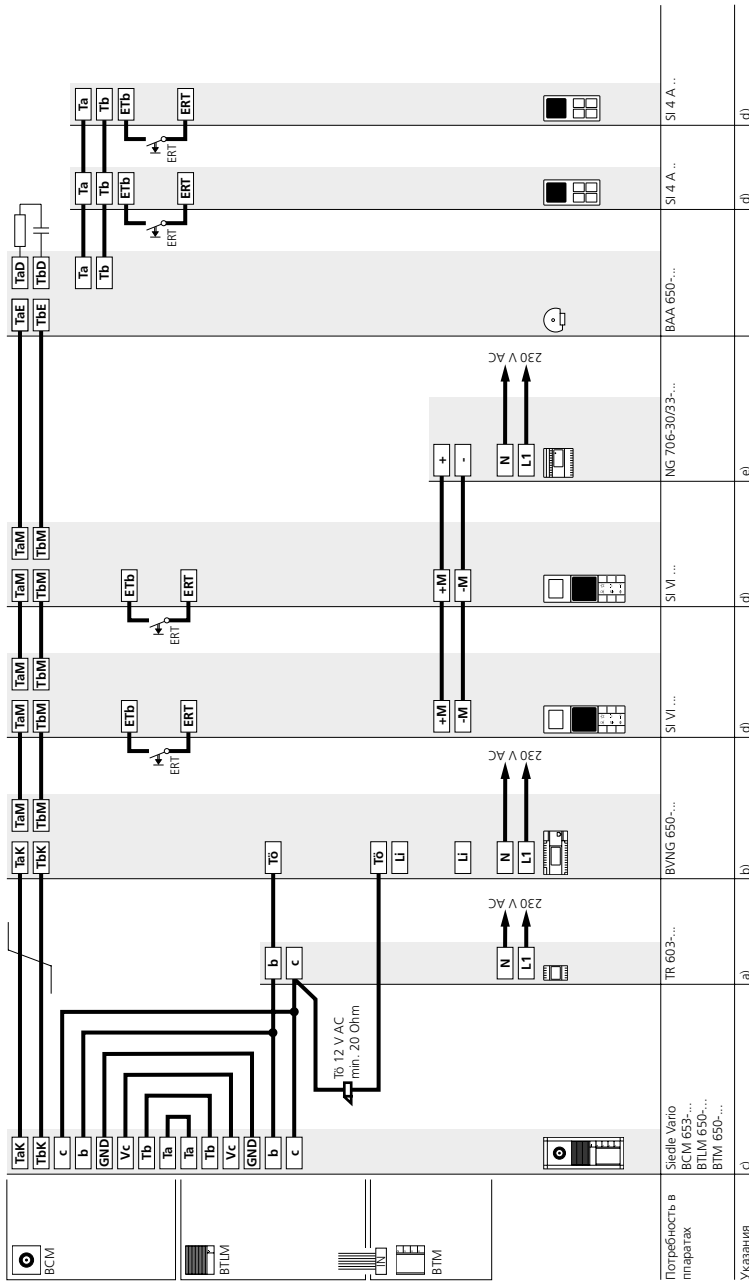 BCM
BTLM
IN
BTM
TaK
TbK
c
b
GND
Vc
Tb
Ta
Ta
Tb
Vc
GND
b
c
Tö 12 V AC
min. 20 Ohm
b
c
N
L1
230 V AC
TaK TaM
TbK TbM
Tö
Tö
Li
Li
N
L1
230 V AC
TaM TaM
TbM TbM
ETb
ERT
ERT
+M
-M
TaM TaM
TbM TbM
ETb
ERT
ERT
+M
-M
+
-
N
L1
230 V AC
TaE TaD
TbE TbD
Ta
Tb
Ta
Tb
ETb
ERT
ERT
Ta
Tb
ETb
ERT
ERT
Потребность в
ппаратах
Siedle Vario
BCM 653-...
BTLM 650-...
BTM 650-...
TR 603-...
BVNG 650-...
SI VI ...
SI VI ...
NG 706-30/33-...
BAA 650-...
SI 4 A ..
SI 4 A ..
Указания
c)
a)
b)
d)
d)
e)
d)
d)